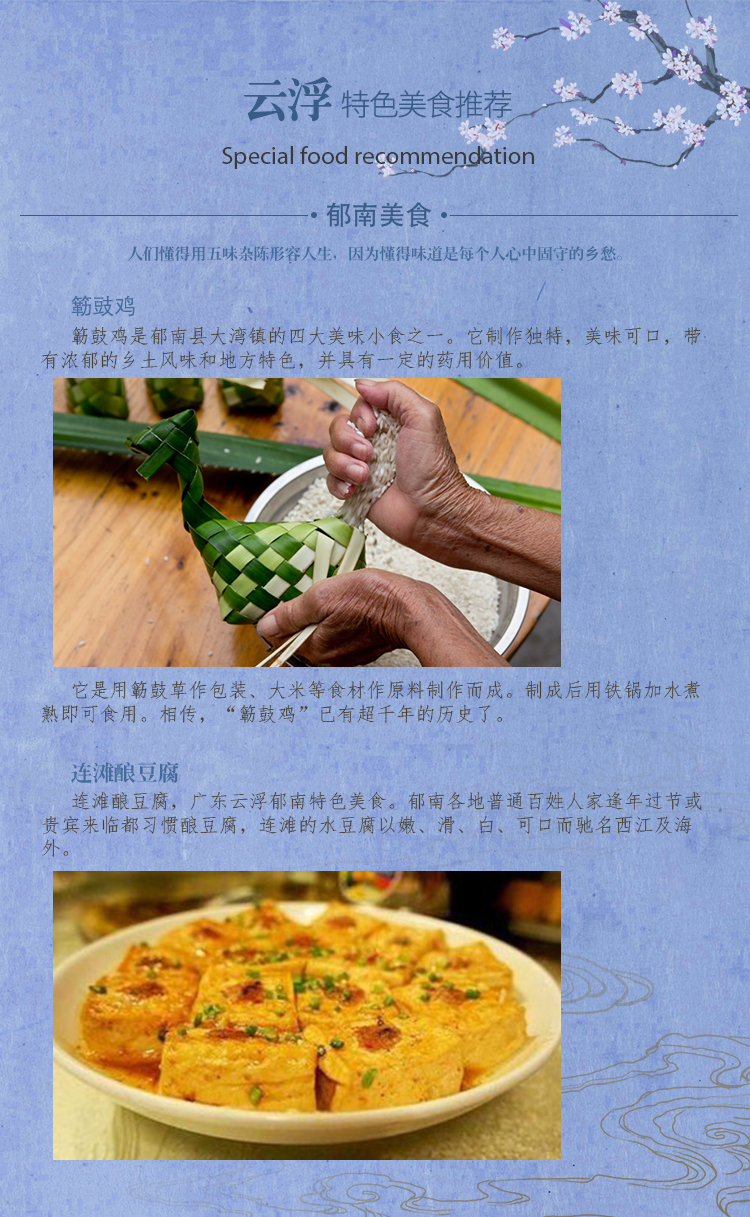 云浮 特色美食推荐
Special food recommendation
• 郁南美食 •
人们懂得用五味杂陈形容人生，因为懂得味道是每个人心中固守的乡愁。
簕豉鸡
簕鼓鸡是郁南县大湾镇的四大美味小食之一。它制作独特，美味可口，带
有浓郁的乡土风味和地方特色，并具有一定的药用价值。
它是用簕鼓草作包装、大米等食材作原料制作而成。制成后用铁锅加水煮
熟即可食用。相传，“簕鼓鸡”已有超千年的历史了。
连滩酿豆腐
连滩酿豆腐，广东云浮郁南特色美食。郁南各地普通百姓人家逢年过节或
贵宾来临都习惯酿豆腐，连滩的水豆腐以嫩、滑、白、可口而驰名西江及海
外。